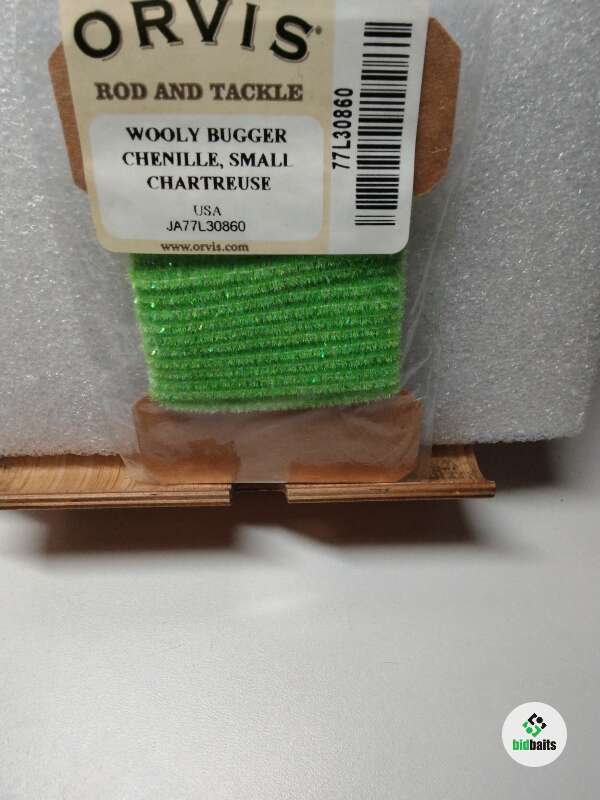 ORVIS
ROD AND TACKLE
WOOLY BUGGER
CHENILLE, SMALL
CHARTREUSE
USA
JA77L30860
www.orvis.com
77L30860
bidbaits